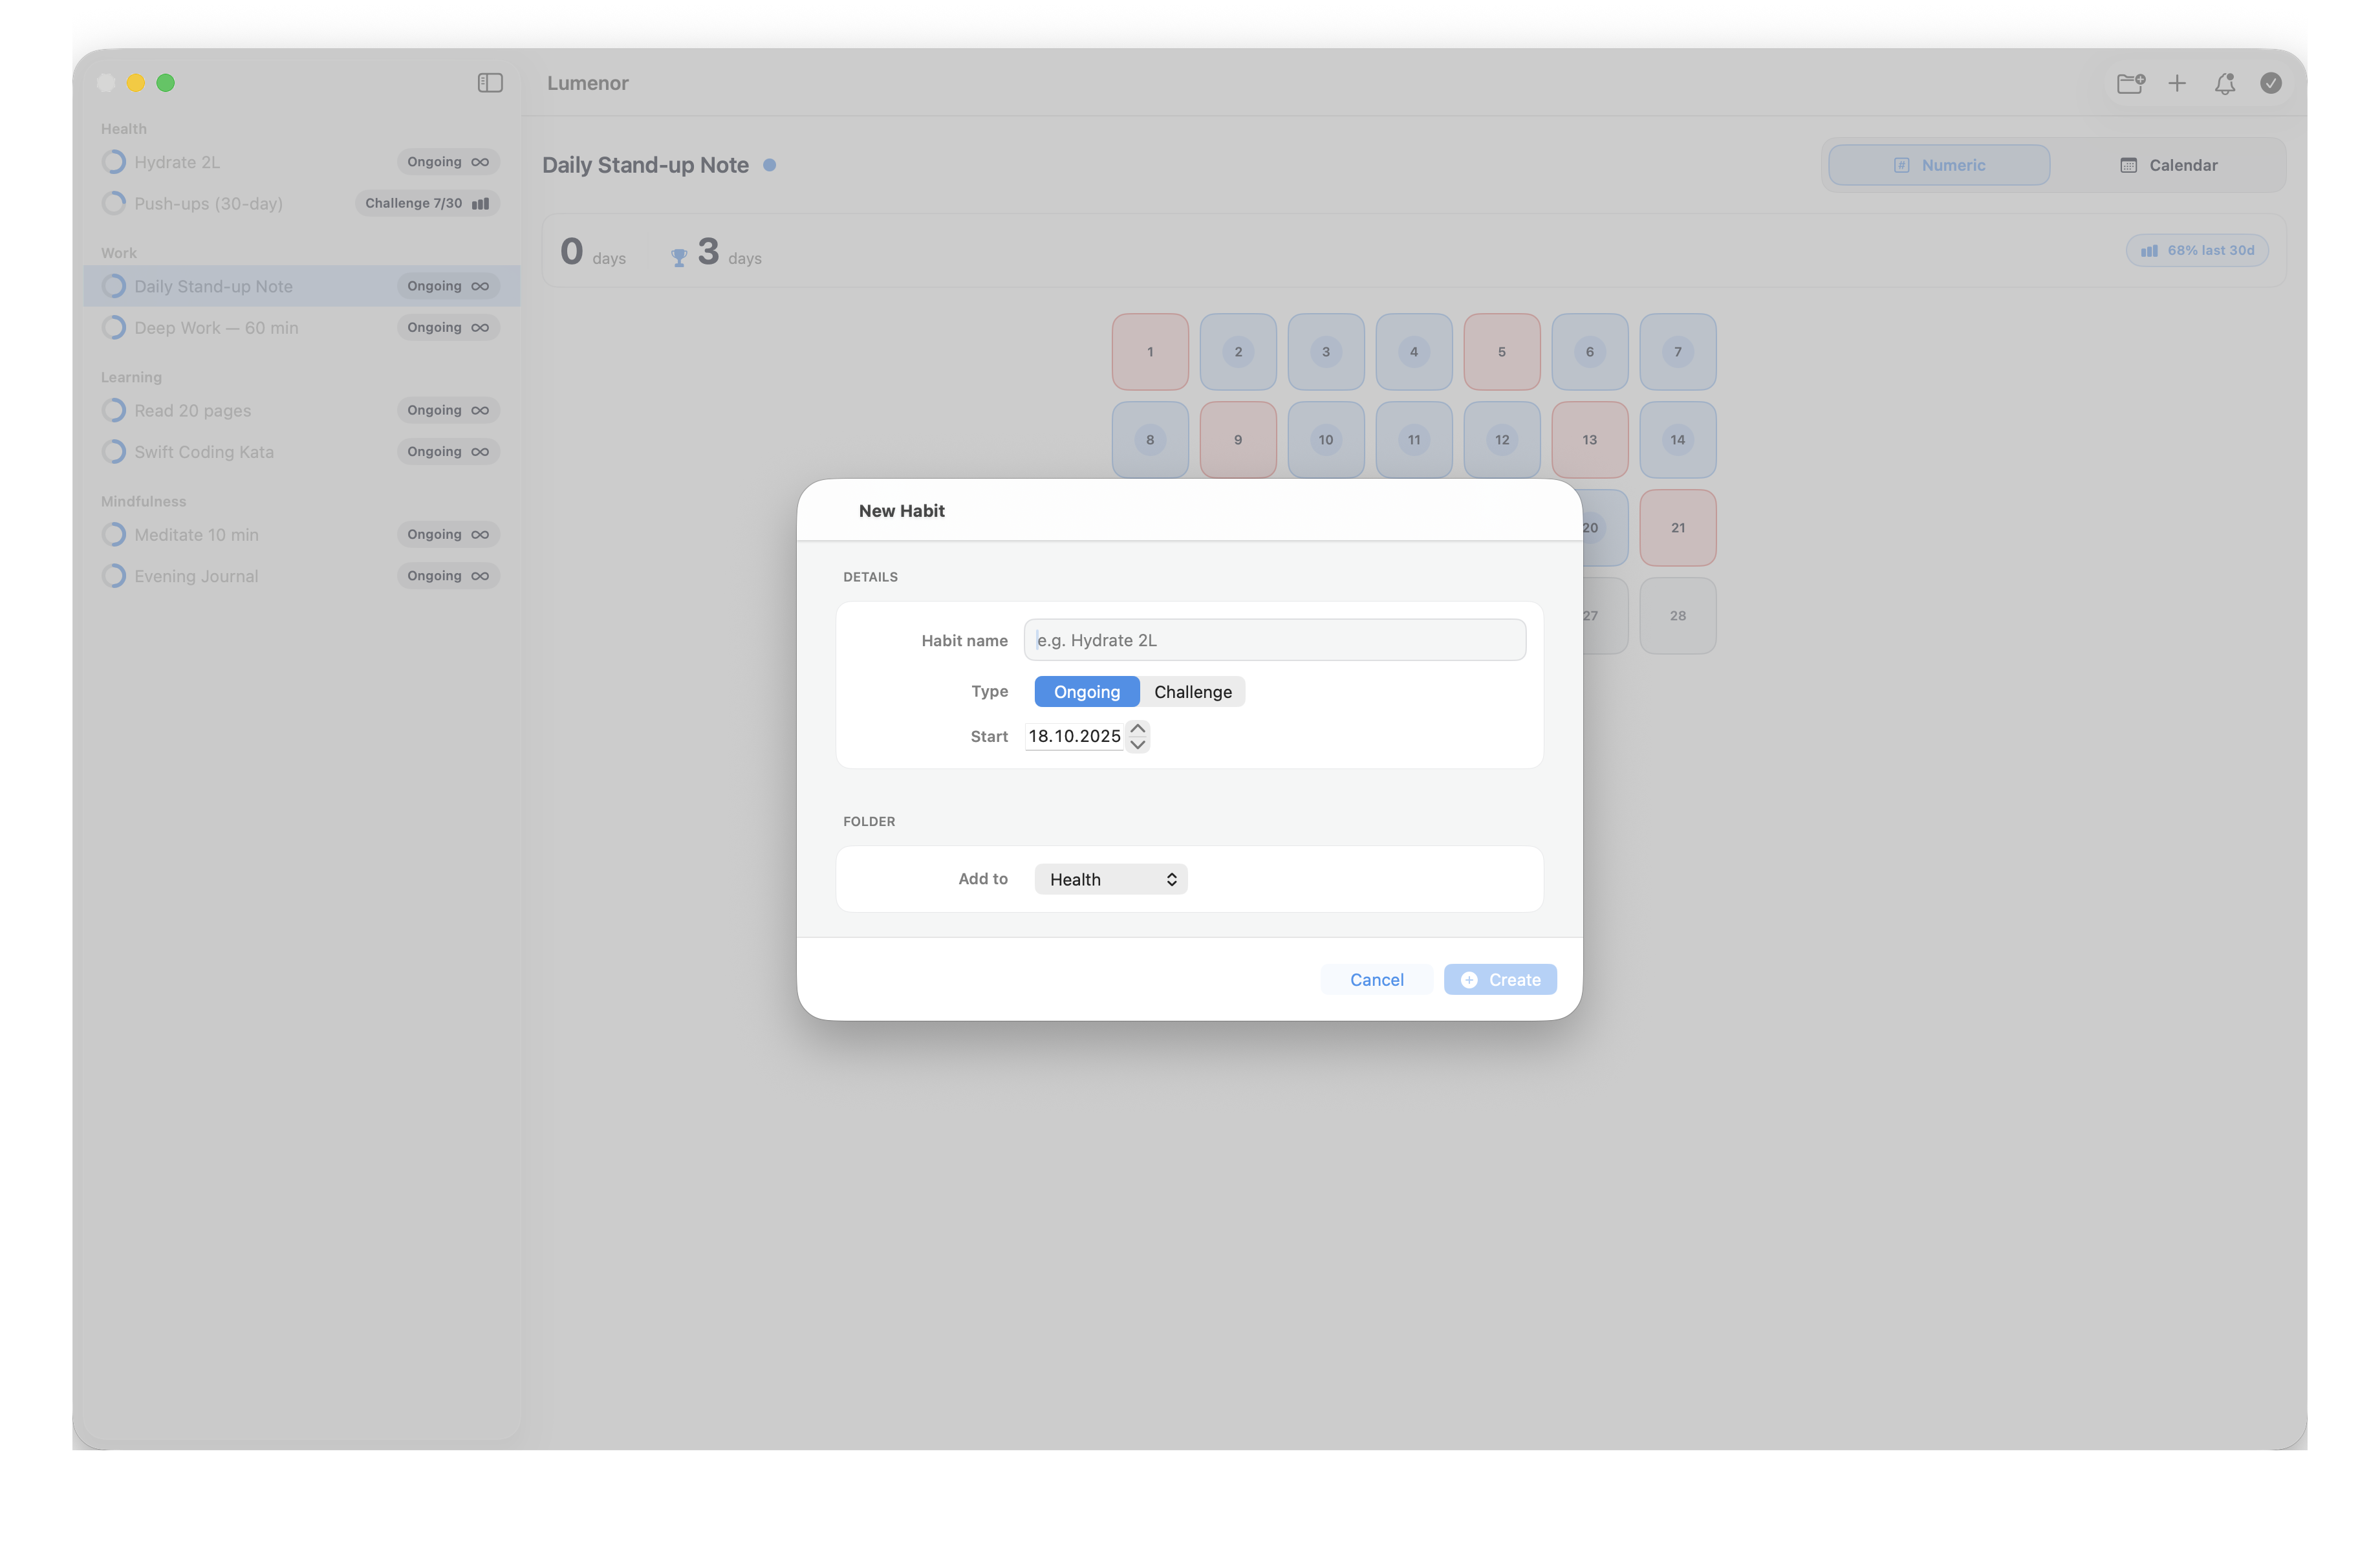 Lumenor
Health
Hydrate 2L Ongoing
Push-ups (30-day) Challenge 7/30
Work
Daily Stand-up Note Ongoing
Deep Work — 60 min Ongoing
Learning
Read 20 pages Ongoing
Swift Coding Kata Ongoing
Mindfulness
Meditate 10 min Ongoing
Evening Journal Ongoing
Daily Stand-up Note
Numeric Calendar
0 days 3 days 68% last 30d
1 2 3 4 5 6 7
8 9 10 11 12 13 14
20 21
27 28
New Habit
DETAILS
Habit name e.g. Hydrate 2L
Type Ongoing Challenge
Start 18.10.2025
FOLDER
Add to Health
Cancel Create